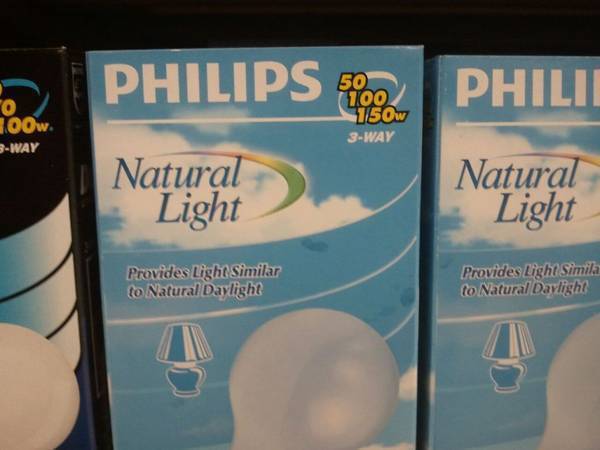 100w.
3-WAY
PHILIPS
50
100
150w
3-WAY
Natural
Light
Provides Light Similar
to Natural Daylight
PHILI
Natural
Light
Provides Light Simila
to Natural Daylight